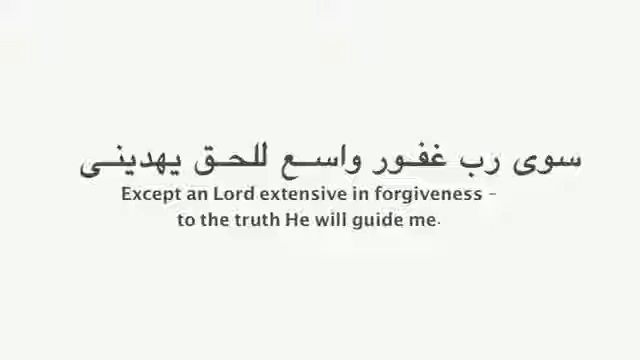 سوى رب غفور واسع للحق يهديني
Except an Lord extensive in forgiveness -
to the truth He will guide me.